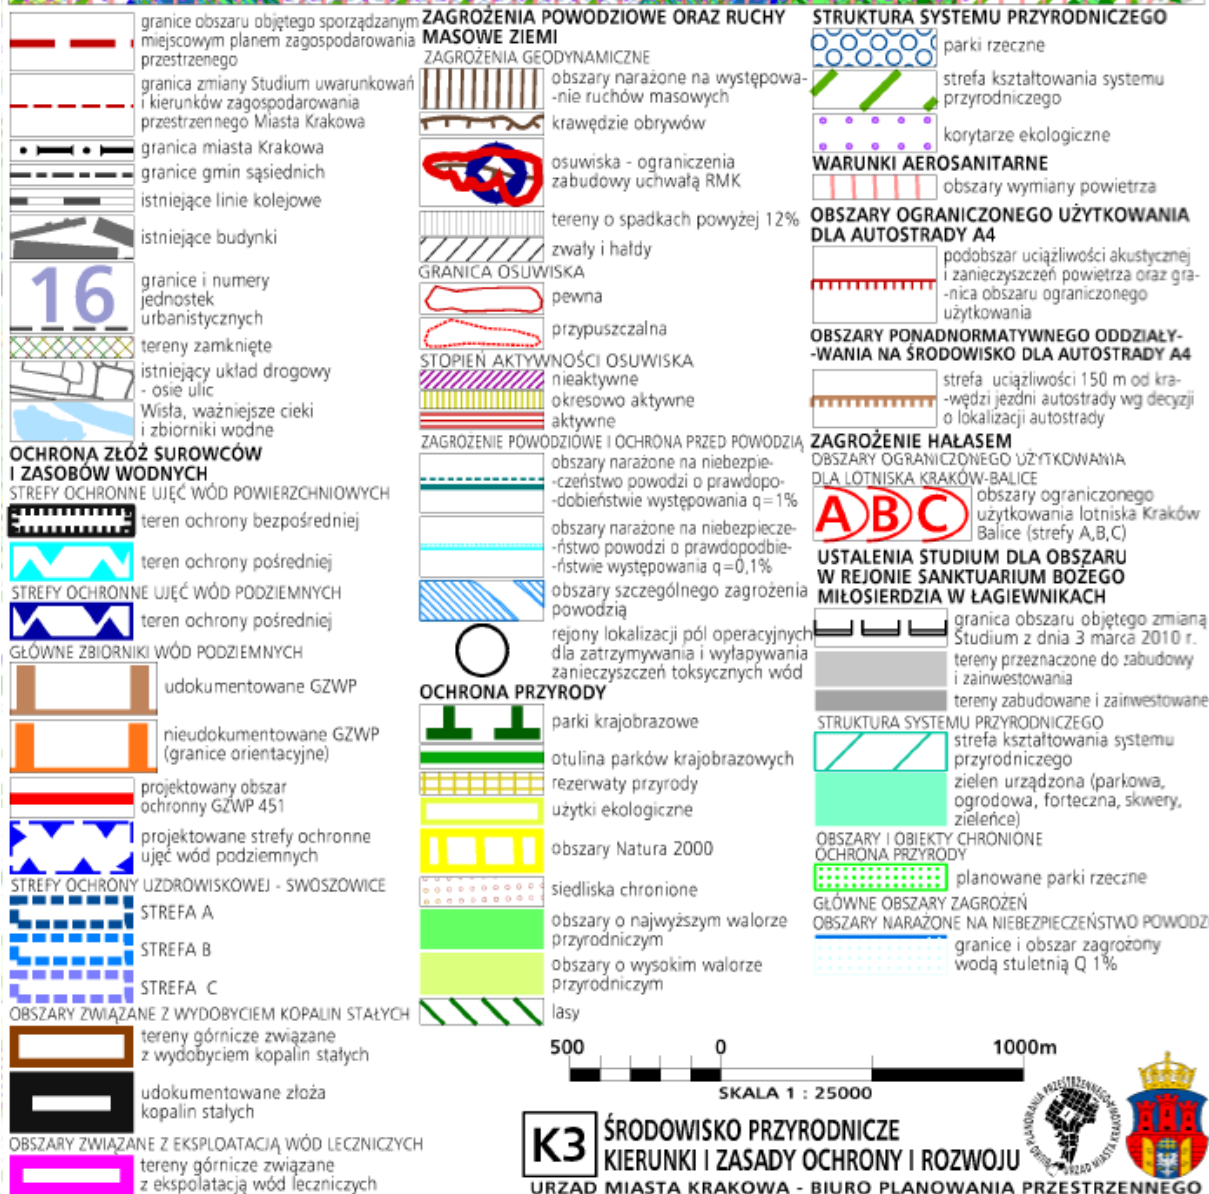 granice obszaru objętego sporządzanym
miejscowym planem zagospodarowania
przestrzenego
granica zmiany Studium uwarunkowań
i kierunków zagospodarowania
przestrzennego Miasta Krakowa
granica miasta Krakowa
granice gmin sąsiednich
istniejące linie kolejowe
istniejące budynki
16
granice i numery
jednostek
urbanistycznych
tereny zamknięte
istniejący układ drogowy
- osie ulic
Wisła, ważniejsze cieki
i zbiorniki wodne
OCHRONA ZŁÓŻ SUROWCÓW
I ZASOBÓW WODNYCH
STREFY OCHRONNE UJĘĆ WÓD POWIERZCHNIOWYCH
teren ochrony bezpośredniej
teren ochrony pośredniej
STREFY OCHRONNE UJĘĆ WÓD PODZIEMNYCH
teren ochrony pośredniej
GŁÓWNE ZBIORNIKI WÓD PODZIEMNYCH
udokumentowane GZWP
nieudokumentowane GZWP
(granice orientacyjne)
projektowany obszar
ochronny GZWP 451
projektowane strefy ochronne
ujęć wód podziemnych
STREFY OCHRONY UZDROWISKOWEJ - SWOSZOWICE
STREFA A
STREFA B
STREFA C
OBSZARY ZWIĄZANE Z WYDOBYCIEM KOPALIN STAŁYCH
tereny górnicze związane
z wydobyciem kopalin stałych
udokumentowane złoża
kopalin stałych
OBSZARY ZWIĄZANE Z EKSPLOATACJĄ WÓD LECZNICZYCH
tereny górnicze związane
z ekspolatacją wód leczniczych
ZAGROŻENIA POWODZIOWE ORAZ RUCHY
MASOWE ZIEMI
ZAGROŻENIA GEODYNAMICZNE
obszary narażone na występowa-
-nie ruchów masowych
krawędzie obrywów
osuwiska - ograniczenia
zabudowy uchwałą RMK
tereny o spadkach powyżej 12%
zwały i hałdy
GRANICA OSUWISKA
pewna
przypuszczalna
STOPIEŃ AKTYWNOŚCI OSUWISKA
nieaktywne
okresowo aktywne
aktywne
ZAGROŻENIE POWODZIOWE I OCHRONA PRZED POWODZIĄ
obszary narażone na niebezpie-
-czeństwo powodzi o prawdopo-
-dobieństwie występowania q=1%
obszary narażone na niebezpiecze-
-ństwo powodzi o prawdopodbie-
-ństwie występowania q=0,1%
obszary szczególnego zagrożenia
powodzią
rejony lokalizacji pól operacyjnych
dla zatrzymywania i wyłapywania
zanieczyszczeń toksycznych wód
OCHRONA PRZYRODY
parki krajobrazowe
otulina parków krajobrazowych
rezerwaty przyrody
użytki ekologiczne
obszary Natura 2000
siedliska chronione
obszary o najwyższym walorze
przyrodniczym
obszary o wysokim walorze
przyrodniczym
lasy
STRUKTURA SYSTEMU PRZYRODNICZEGO
parki rzeczne
strefa kształtowania systemu
przyrodniczego
korytarze ekologiczne
WARUNKI AEROSANITARNE
obszary wymiany powietrza
OBSZARY OGRANICZONEGO UŻYTKOWANIA
DLA AUTOSTRADY A4
podobszar uciążliwości akustycznej
i zanieczyszczeń powietrza oraz gra-
-nica obszaru ograniczonego
użytkowania
OBSZARY PONADNORMATYWNEGO ODDZIAŁY-
-WANIA NA ŚRODOWISKO DLA AUTOSTRADY A4
strefa uciążliwości 150 m od kra-
-wędzi jezdni autostrady wg decyzji
o lokalizacji autostrady
ZAGROŻENIE HAŁASEM
OBSZARY OGRANICZONEGO UŻYTKOWANIA
DLA LOTNISKA KRAKÓW-BALICE
A B C
obszary ograniczonego
użytkowania lotniska Kraków
Balice (strefy A,B,C)
USTALENIA STUDIUM DLA OBSZARU
W REJONIE SANKTUARIUM BOŻEGO
MIŁOSIERDZIA W ŁAGIEWNIKACH
granica obszaru objętego zmianą
Studium z dnia 3 marca 2010 r.
tereny przeznaczone do zabudowy
i zainwestowania
tereny zabudowane i zainwestowane
STRUKTURA SYSTEMU PRZYRODNICZEGO
strefa kształtowania systemu
przyrodniczego
zielen urządzona (parkowa,
ogrodowa, forteczna, skwery,
zieleńce)
OBSZARY I OBIEKTY CHRONIONE
OCHRONA PRZYRODY
planowane parki rzeczne
GŁÓWNE OBSZARY ZAGROŻEŃ
OBSZARY NARAŻONE NA NIEBEZPIECZEŃSTWO POWODZI
granice i obszar zagrożony
wodą stuletnią Q 1%
500 0 1000m
SKALA 1 : 25000
K3
ŚRODOWISKO PRZYRODNICZE
KIERUNKI I ZASADY OCHRONY I ROZWOJU
URZĄD MIASTA KRAKOWA - BIURO PLANOWANIA PRZESTRZENNEGO